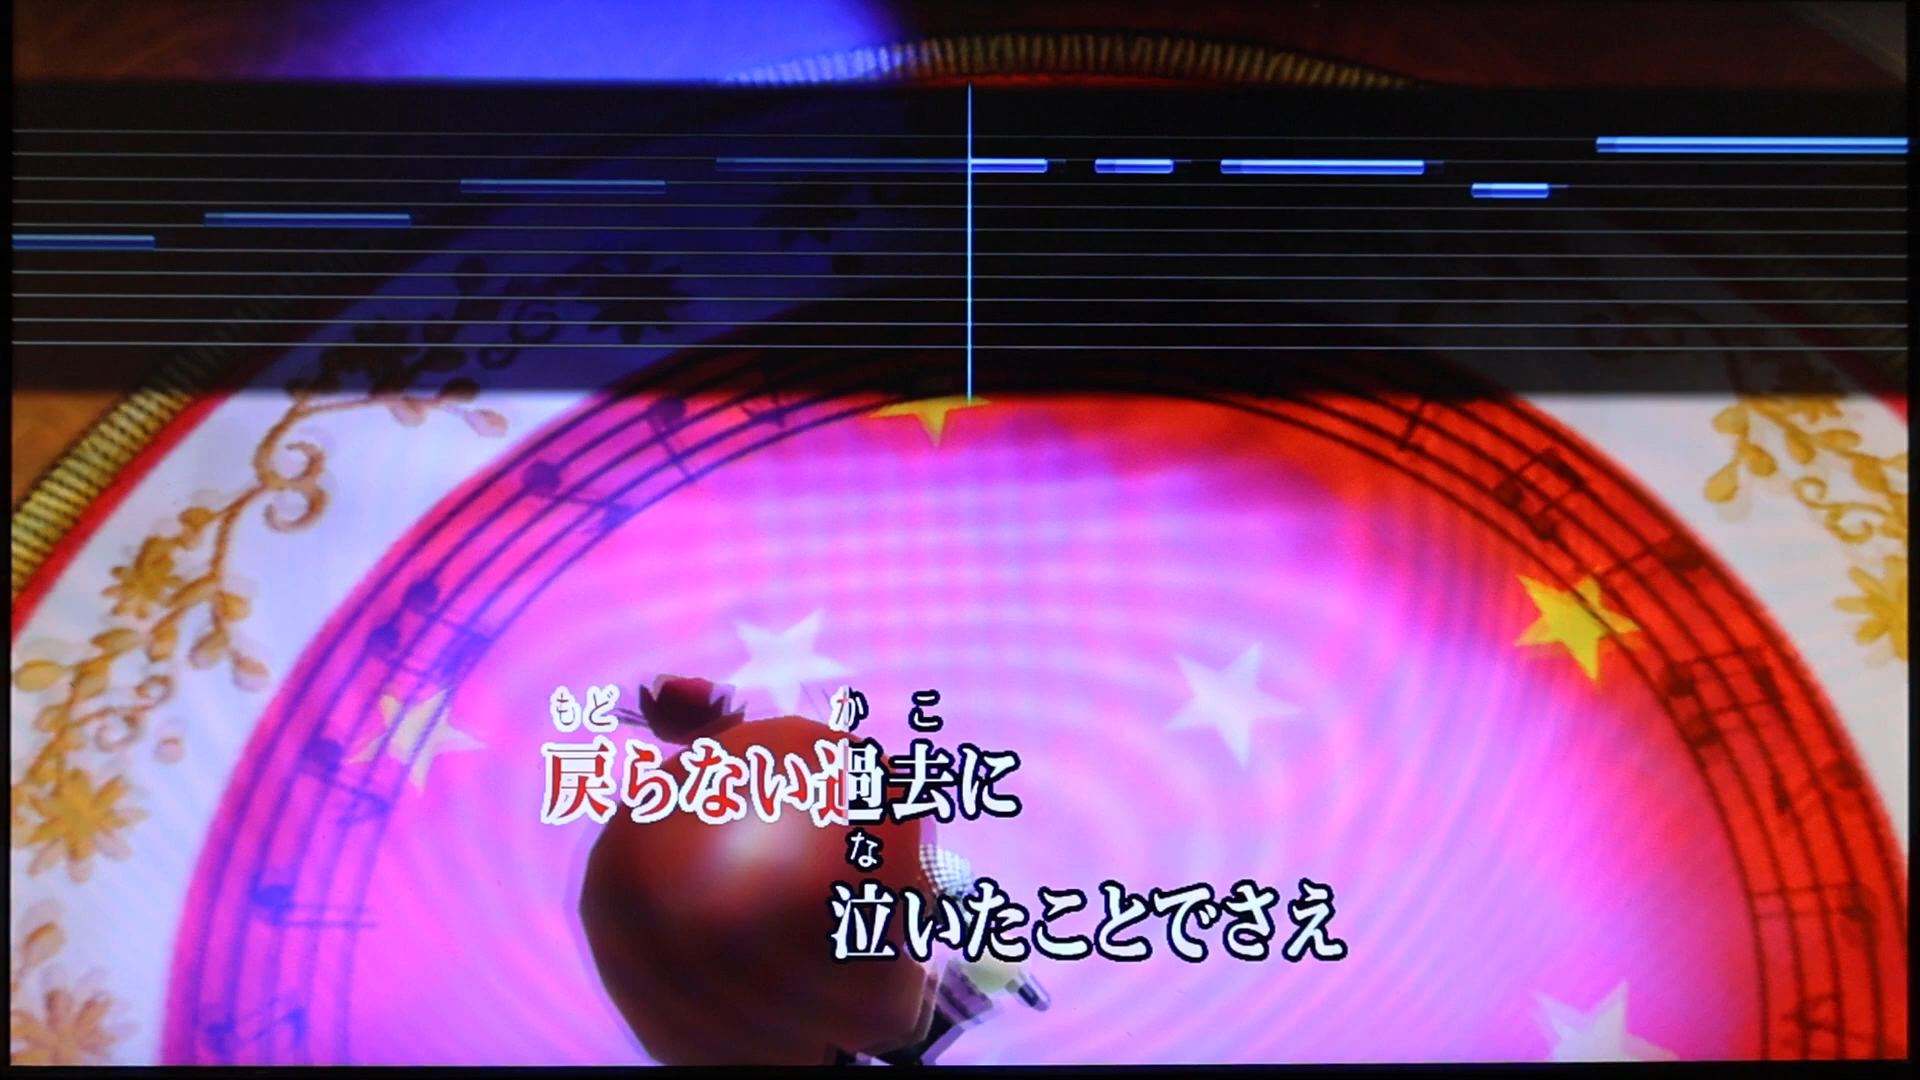 もど かこ
戻らない過去に
な
泣いたことでさえ